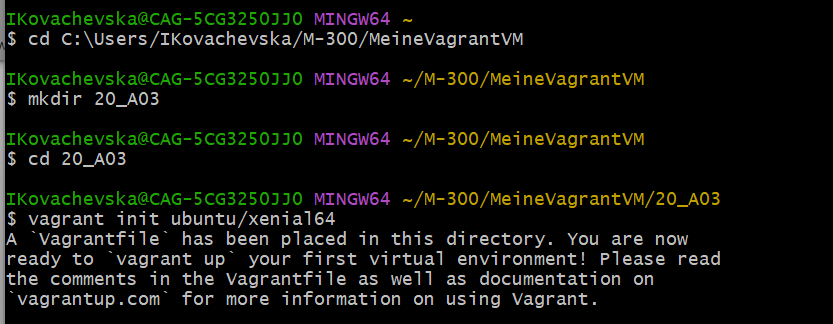 IKovachevska@CAG-5CG3250JJ0 MINGW64 ~
$ cd C:\Users/IKovachevska/M-300/MeineVagrantVM
IKovachevska@CAG-5CG3250JJ0 MINGW64 ~/M-300/MeineVagrantVM
$ mkdir 20_A03
IKovachevska@CAG-5CG3250JJ0 MINGW64 ~/M-300/MeineVagrantVM
$ cd 20_A03
IKovachevska@CAG-5CG3250JJ0 MINGW64 ~/M-300/MeineVagrantVM/20_A03
$ vagrant init ubuntu/xenial64
A `Vagrantfile` has been placed in this directory. You are now
ready to `vagrant up` your first virtual environment! Please read
the comments in the Vagrantfile as well as documentation on
`vagrantup.com` for more information on using Vagrant.